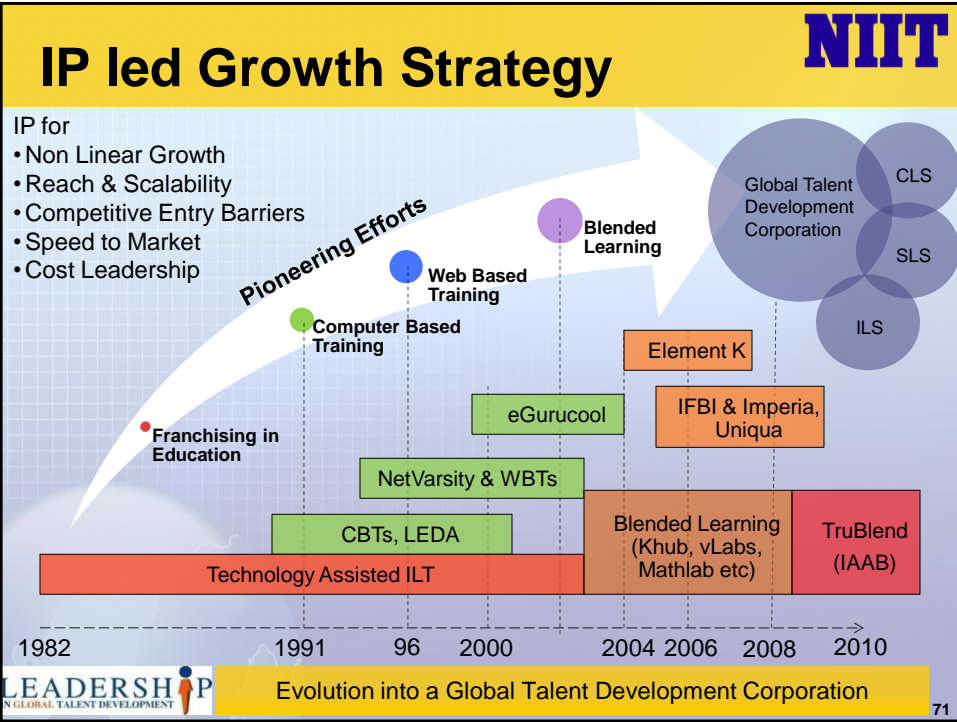 IP led Growth Strategy
NIIT
IP for
• Non Linear Growth
• Reach & Scalability
• Competitive Entry Barriers
• Speed to Market
• Cost Leadership
Pioneering Efforts
Global Talent
Development
Corporation
CLS
SLS
ILS
Blended
Learning
Web Based
Training
Computer Based
Training
Franchising in
Education
Element K
eGurucool
IFBI & Imperia,
Uniqua
NetVarsity & WBTs
CBTs, LEDA
Technology Assisted ILT
Blended Learning
(Khub, vLabs,
Mathlab etc)
TruBlend
(IAAB)
1982 1991 96 2000 2004 2006 2008 2010
LEADERSHIP
IN GLOBAL TALENT DEVELOPMENT
Evolution into a Global Talent Development Corporation
71